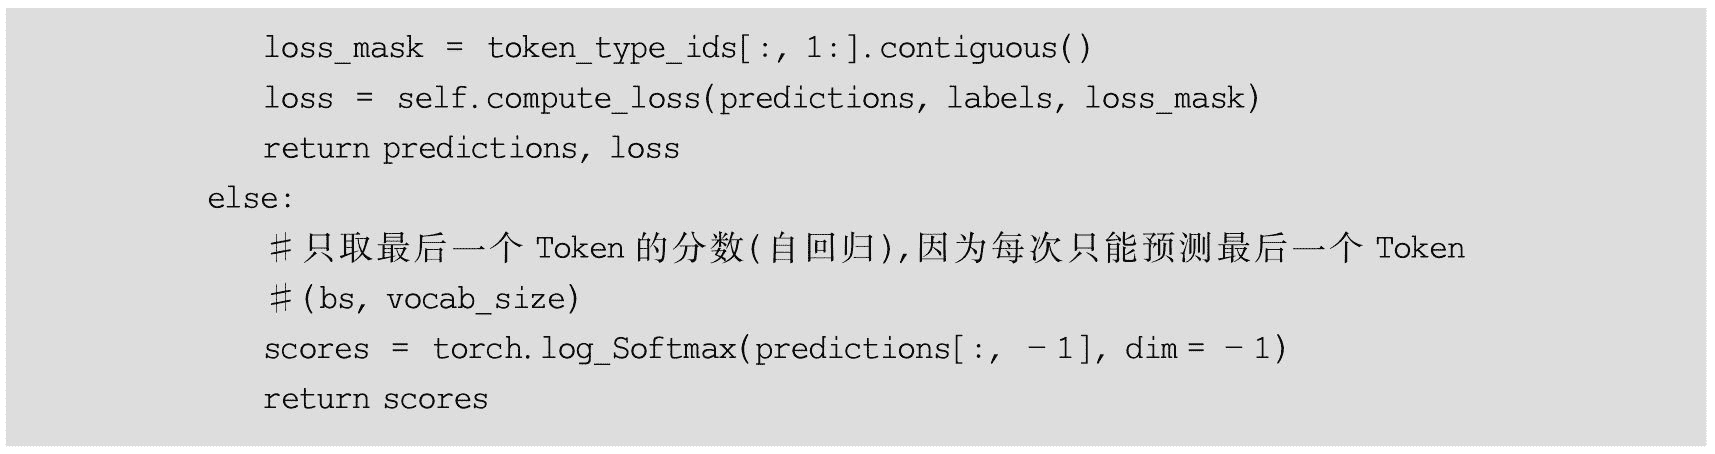 loss_mask = token_type_ids[:, 1:].contiguous()
loss = self.compute_loss(predictions, labels, loss_mask)
return predictions, loss
else:
#只取最后一个 Token 的分数(自回归),因为每次只能预测最后一个 Token
#(bs, vocab_size)
scores = torch.log_Softmax(predictions[:, -1], dim=-1)
return scores